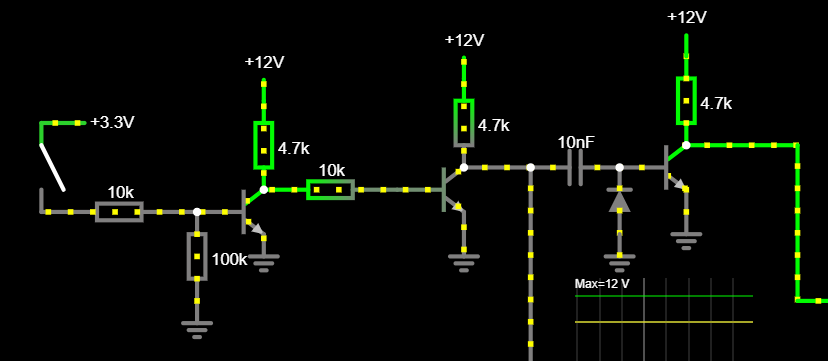 +12V
+12V
+12V
+3.3V
4.7k
4.7k
4.7k
10nF
10k
10k
100k
Max=12 V